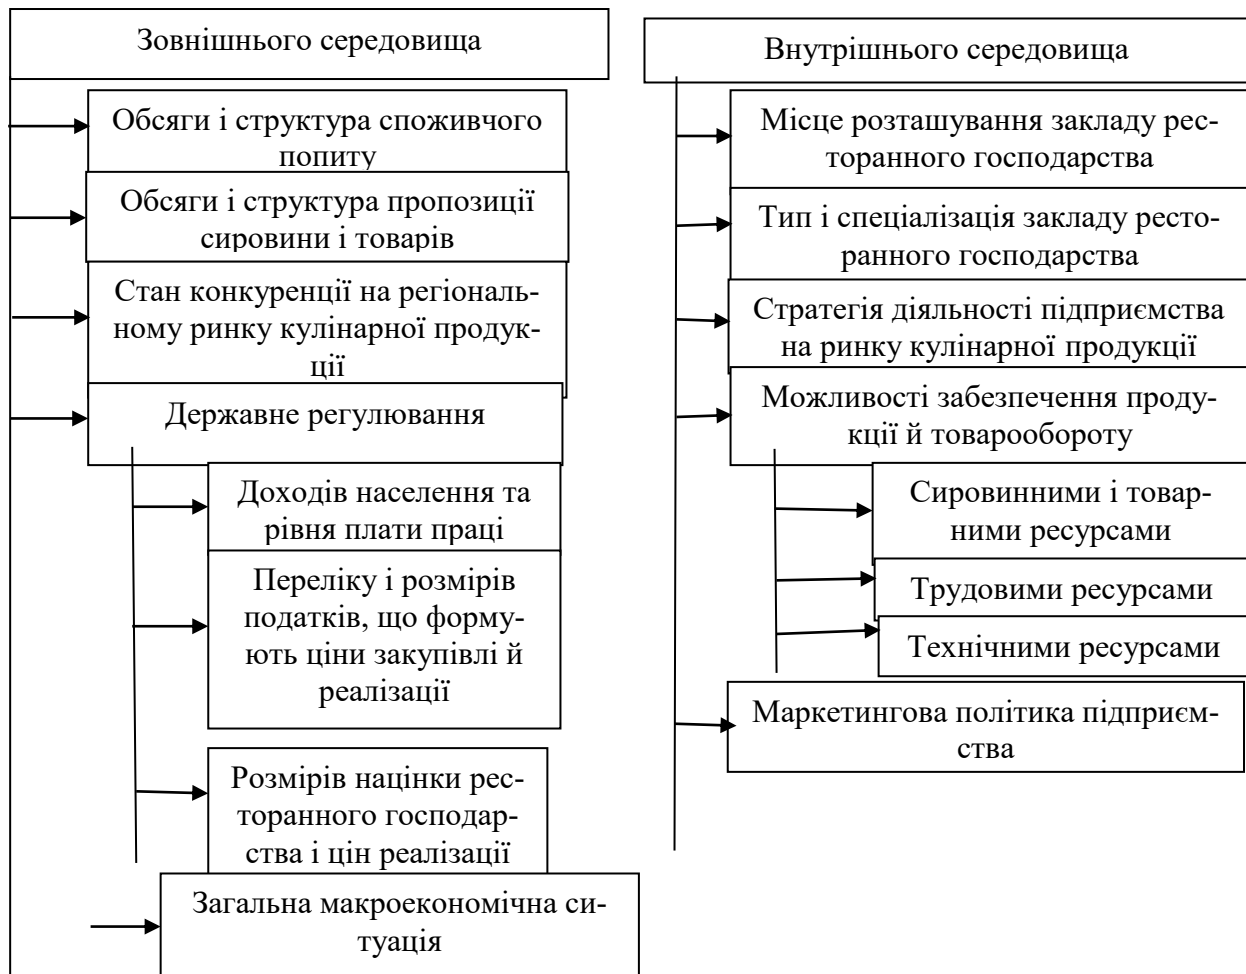 Зовнішнього середовища
Обсяги і структура споживчого
попиту
Обсяги і структура пропозиції
сировини і товарів
Стан конкуренції на регіональ-
ному ринку кулінарної продук-
ції
Державне регулювання
Доходів населення та
рівня плати праці
Переліку і розмірів
податків, що форму-
ють ціни закупівлі й
реалізації
Розмірів націнки рес-
торанного господар-
ства і цін реалізації
Загальна макроекономічна си-
туація
Внутрішнього середовища
Місце розташування закладу рес-
торанного господарства
Тип і спеціалізація закладу ресто-
ранного господарства
Стратегія діяльності підприємства
на ринку кулінарної продукції
Можливості забезпечення проду-
кції й товарообороту
Сировинними і товар-
ними ресурсами
Трудовими ресурсами
Технічними ресурсами
Маркетингова політика підприєм-
ства